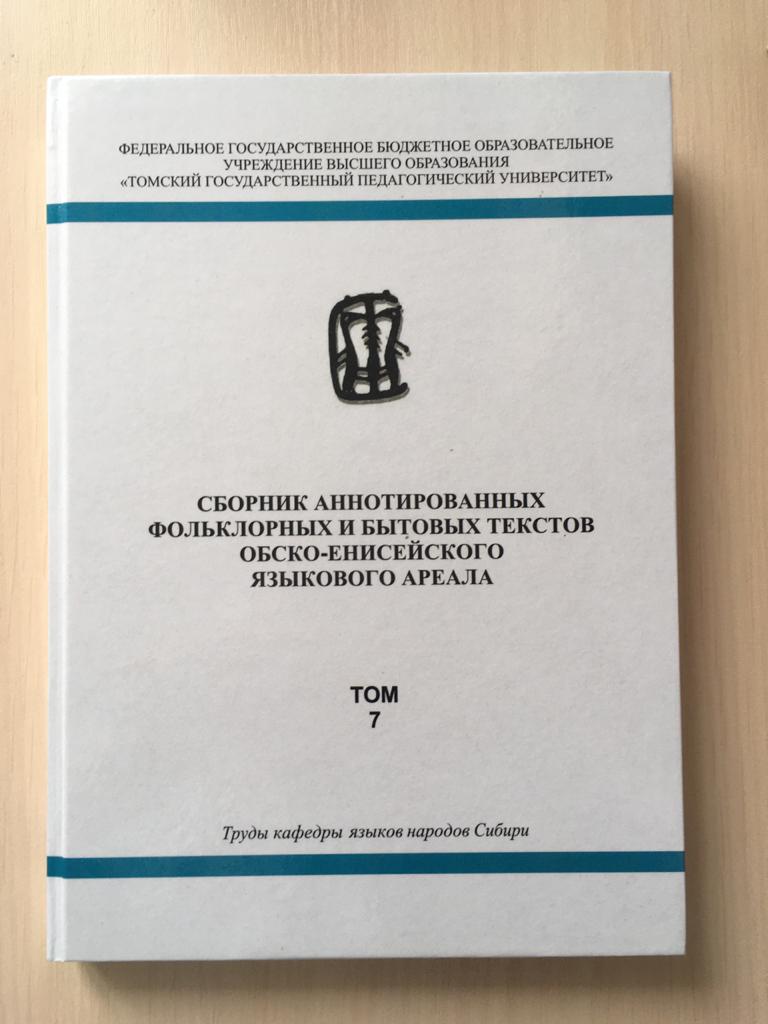 ФЕДЕРАЛЬНОЕ ГОСУДАРСТВЕННОЕ БЮДЖЕТНОЕ ОБРАЗОВАТЕЛЬНОЕ
УЧРЕЖДЕНИЕ ВЫСШЕГО ОБРАЗОВАНИЯ
«ТОМСКИЙ ГОСУДАРСТВЕННЫЙ ПЕДАГОГИЧЕСКИЙ УНИВЕРСИТЕТ»
СБОРНИК АННОТИРОВАННЫХ
ФОЛЬКЛОРНЫХ И БЫТОВЫХ ТЕКСТОВ
ОБСКО-ЕНИСЕЙСКОГО
ЯЗЫКОВОГО АРЕАЛА
ТОМ
7
Труды кафедры языков народов Сибири